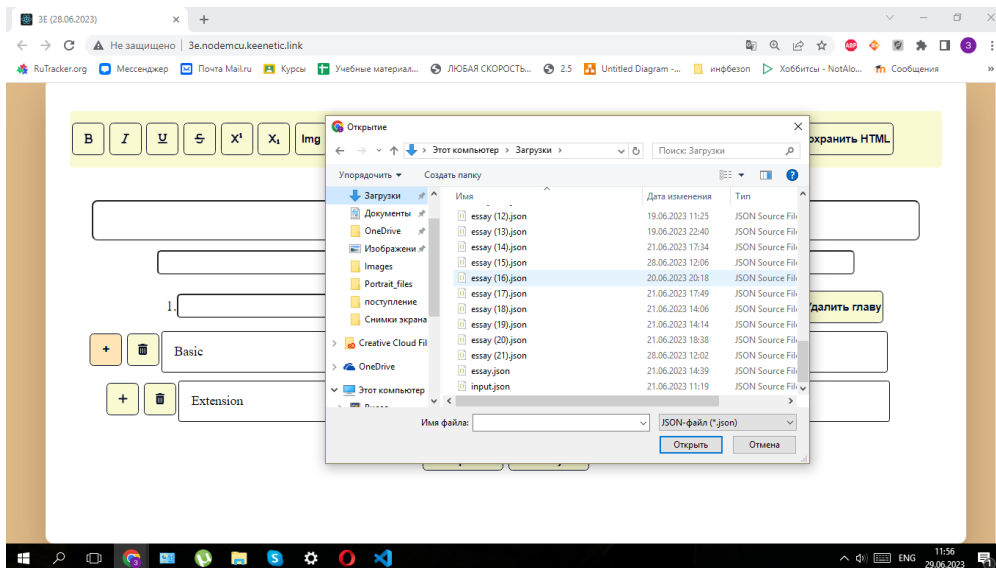 3E (28.06.2023)
Не защищено | 3e.nodemcu.keenetic.link
RuTracker.org Мессенджер Почта Mail.ru Курсы Учебные материал... ЛЮБАЯ СКОРОСТЬ... 2.5 Untitled Diagram -... инфбезоп Хоббитсы - NotAlo... Сообщения »
B I U S X¹ X₁ Img охранить HTML
Открытие
Этот компьютер › Загрузки › Поиск: Загрузки
Упорядочить Создать папку
Имя Дата изменения Тип
Загрузки
Документы
OneDrive
Изображени
Images
Portrait_files
поступление
Снимки экрана
Creative Cloud Fil
OneDrive
Этот компьютер
essay (12).json 19.06.2023 11:25 JSON Source File
essay (13).json 19.06.2023 22:40 JSON Source File
essay (14).json 21.06.2023 17:34 JSON Source File
essay (15).json 28.06.2023 12:06 JSON Source File
essay (16).json 20.06.2023 20:18 JSON Source File
essay (17).json 21.06.2023 17:49 JSON Source File
essay (18).json 21.06.2023 14:06 JSON Source File
essay (19).json 21.06.2023 14:14 JSON Source File
essay (20).json 21.06.2023 18:38 JSON Source File
essay (21).json 28.06.2023 12:02 JSON Source File
essay.json 21.06.2023 14:39 JSON Source File
input.json 21.06.2023 11:19 JSON Source File
Имя файла: JSON-файл (*.json)
Открыть Отмена
1. далить главу
+ Basic
+ Extension
ENG
11:56
29.06.2023